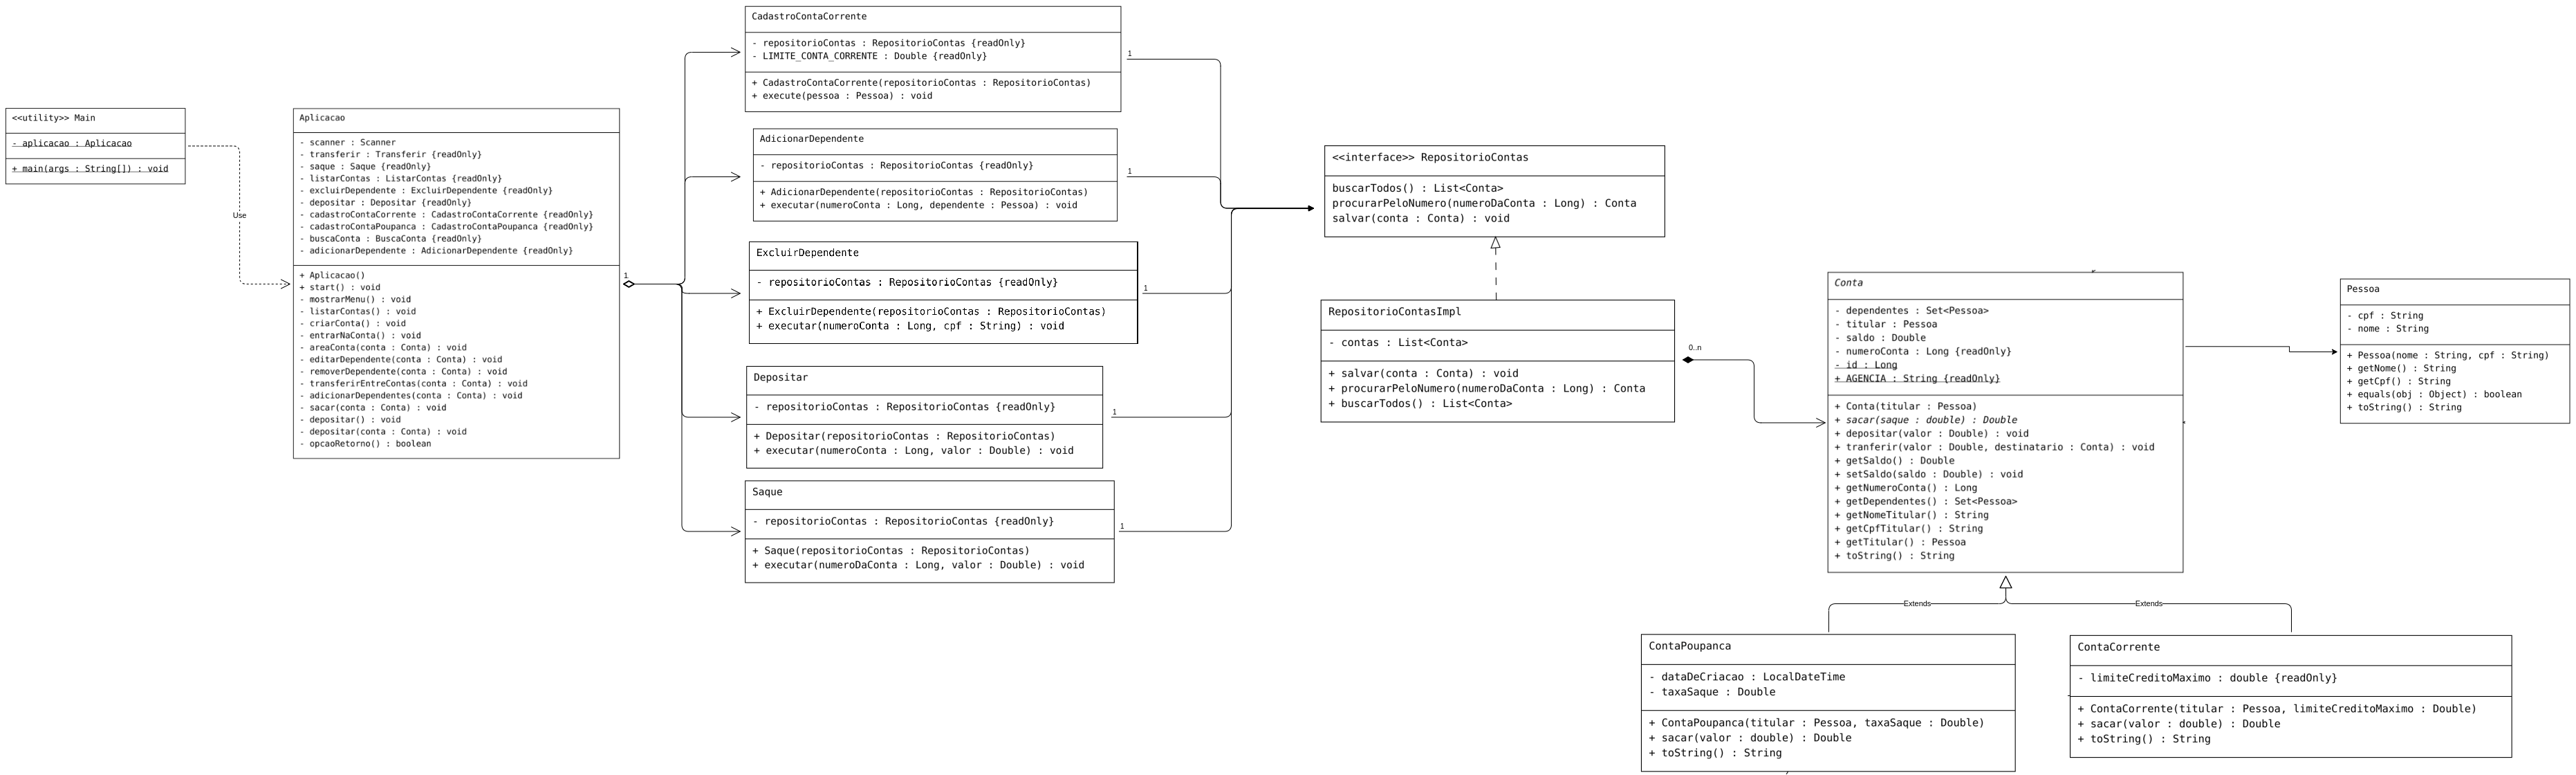 <<utility>> Main
- aplicacao : Aplicacao
+ main(args : String[]) : void
Use
Aplicacao
- scanner : Scanner
- transferir : Transferir {readOnly}
- saque : Saque {readOnly}
- listarContas : ListarContas {readOnly}
- excluirDependente : ExcluirDependente {readOnly}
- depositar : Depositar {readOnly}
- cadastroContaCorrente : CadastroContaCorrente {readOnly}
- cadastroContaPoupanca : CadastroContaPoupanca {readOnly}
- buscaConta : BuscaConta {readOnly}
- adicionarDependente : AdicionarDependente {readOnly}
+ Aplicacao()
+ start() : void
- mostrarMenu() : void
- listarContas() : void
- criarConta() : void
- entrarNaConta() : void
- areaConta(conta : Conta) : void
- editarDependente(conta : Conta) : void
- removerDependente(conta : Conta) : void
- transferirEntreContas(conta : Conta) : void
- adicionarDependentes(conta : Conta) : void
- sacar(conta : Conta) : void
- depositar() : void
- depositar(conta : Conta) : void
- opcaoRetorno() : boolean
1
CadastroContaCorrente
- repositorioContas : RepositorioContas {readOnly}
- LIMITE_CONTA_CORRENTE : Double {readOnly}
+ CadastroContaCorrente(repositorioContas : RepositorioContas)
+ execute(pessoa : Pessoa) : void
1
AdicionarDependente
- repositorioContas : RepositorioContas {readOnly}
+ AdicionarDependente(repositorioContas : RepositorioContas)
+ executar(numeroConta : Long, dependente : Pessoa) : void
1
ExcluirDependente
- repositorioContas : RepositorioContas {readOnly}
+ ExcluirDependente(repositorioContas : RepositorioContas)
+ executar(numeroConta : Long, cpf : String) : void
1
Depositar
- repositorioContas : RepositorioContas {readOnly}
+ Depositar(repositorioContas : RepositorioContas)
+ executar(numeroConta : Long, valor : Double) : void
1
Saque
- repositorioContas : RepositorioContas {readOnly}
+ Saque(repositorioContas : RepositorioContas)
+ executar(numeroDaConta : Long, valor : Double) : void
1
<<interface>> RepositorioContas
buscarTodos() : List<Conta>
procurarPeloNumero(numeroDaConta : Long) : Conta
salvar(conta : Conta) : void
RepositorioContasImpl
- contas : List<Conta>
+ salvar(conta : Conta) : void
+ procurarPeloNumero(numeroDaConta : Long) : Conta
+ buscarTodos() : List<Conta>
0..n
Conta
- dependentes : Set<Pessoa>
- titular : Pessoa
- saldo : Double
- numeroConta : Long {readOnly}
- id : Long
+ AGENCIA : String {readOnly}
+ Conta(titular : Pessoa)
+ sacar(saque : double) : Double
+ depositar(valor : Double) : void
+ tranferir(valor : Double, destinatario : Conta) : void
+ getSaldo() : Double
+ setSaldo(saldo : Double) : void
+ getNumeroConta() : Long
+ getDependentes() : Set<Pessoa>
+ getNomeTitular() : String
+ getCpfTitular() : String
+ getTitular() : Pessoa
+ toString() : String
Pessoa
- cpf : String
- nome : String
+ Pessoa(nome : String, cpf : String)
+ getNome() : String
+ getCpf() : String
+ equals(obj : Object) : boolean
+ toString() : String
Extends
Extends
ContaPoupanca
- dataDeCriacao : LocalDateTime
- taxaSaque : Double
+ ContaPoupanca(titular : Pessoa, taxaSaque : Double)
+ sacar(valor : double) : Double
+ toString() : String
ContaCorrente
- limiteCreditoMaximo : double {readOnly}
+ ContaCorrente(titular : Pessoa, limiteCreditoMaximo : Double)
+ sacar(valor : double) : Double
+ toString() : String